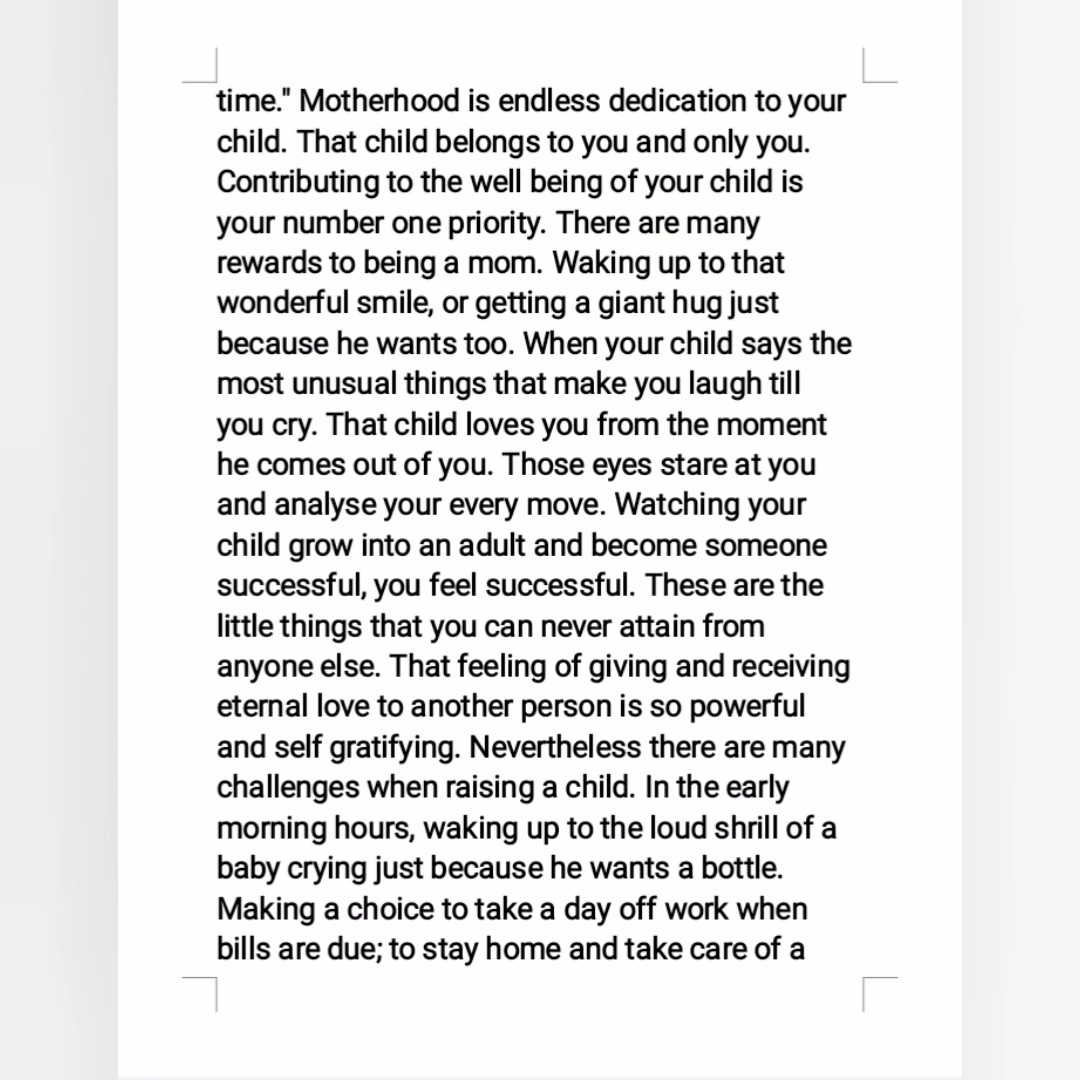 time." Motherhood is endless dedication to your
child. That child belongs to you and only you.
Contributing to the well being of your child is
your number one priority. There are many
rewards to being a mom. Waking up to that
wonderful smile, or getting a giant hug just
because he wants too. When your child says the
most unusual things that make you laugh till
you cry. That child loves you from the moment
he comes out of you. Those eyes stare at you
and analyse your every move. Watching your
child grow into an adult and become someone
successful, you feel successful. These are the
little things that you can never attain from
anyone else. That feeling of giving and receiving
eternal love to another person is so powerful
and self gratifying. Nevertheless there are many
challenges when raising a child. In the early
morning hours, waking up to the loud shrill of a
baby crying just because he wants a bottle.
Making a choice to take a day off work when
bills are due; to stay home and take care of a